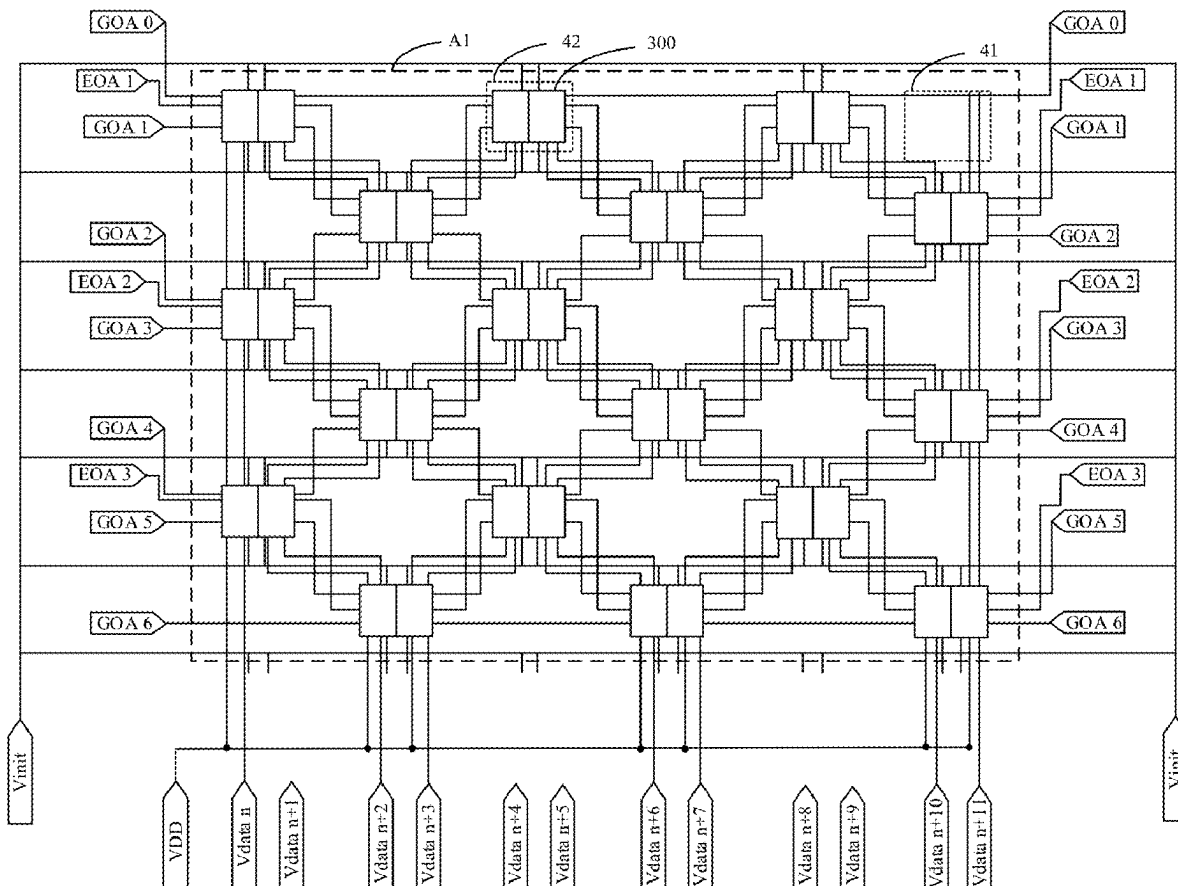 GOA 0
A1
42
300
41
GOA 0
EOA 1
EOA 1
GOA 1
GOA 1
GOA 2
GOA 2
EOA 2
EOA 2
GOA 3
GOA 3
GOA 4
GOA 4
EOA 3
EOA 3
GOA 5
GOA 5
GOA 6
GOA 6
Vinit
VDD
Vdata n
Vdata n+1
Vdata n+2
Vdata n+3
Vdata n+4
Vdata n+5
Vdata n+6
Vdata n+7
Vdata n+8
Vdata n+9
Vdata n+10
Vdata n+11
Vinit